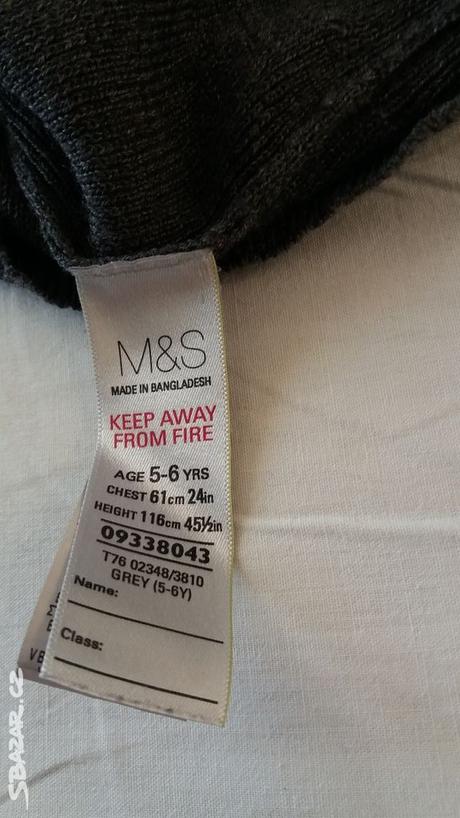 M&S
MADE IN BANGLADESH
KEEP AWAY
FROM FIRE
AGE 5-6 YRS
CHEST 61cm 24in
HEIGHT 116cm 45½in
09338043
T76 02348/3810
GREY (5-6Y)
Name:
Class:
SBAZAR.CZ